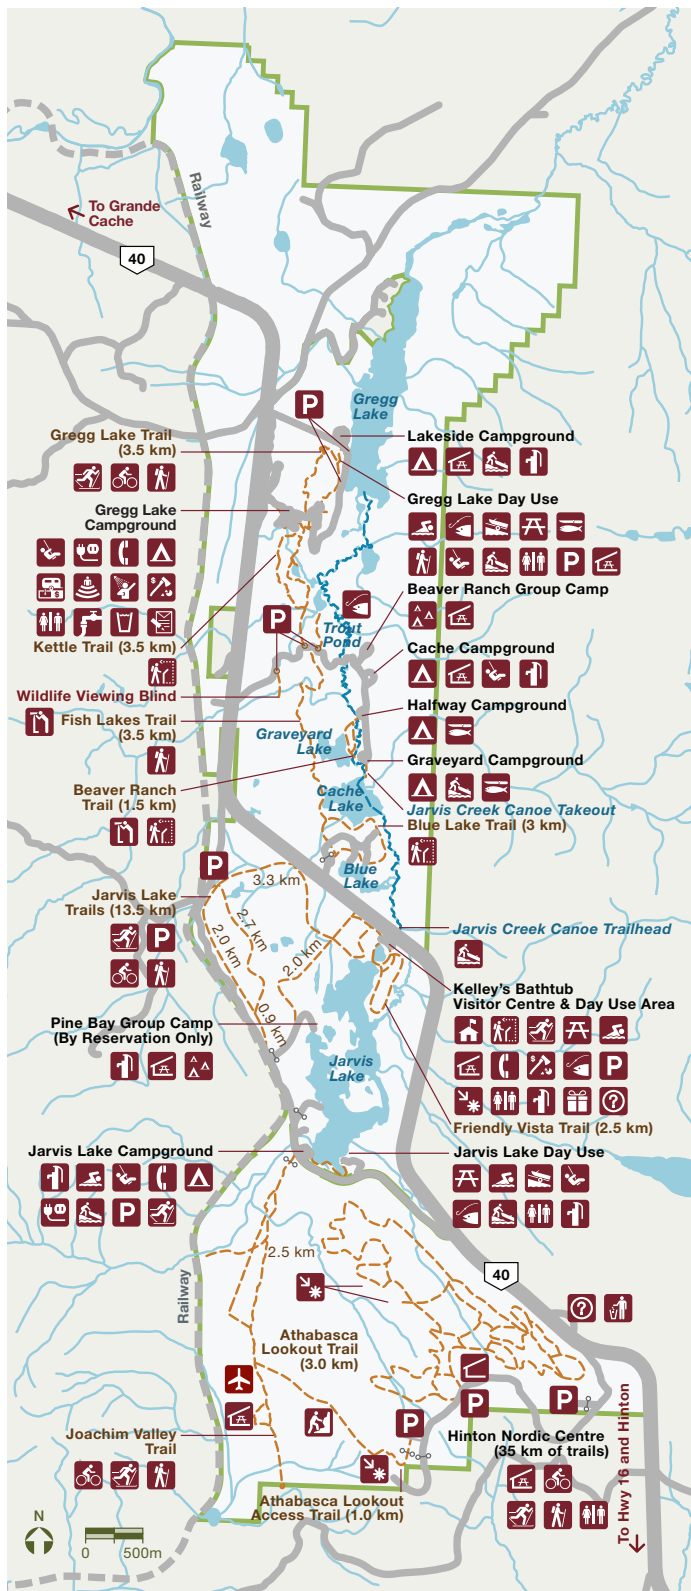 Railway
To Grande
Cache
40
Gregg
Lake
P
Gregg Lake Trail
(3.5 km)
Lakeside Campground
Gregg Lake Day Use
P
Gregg Lake
Campground
$
$
Beaver Ranch Group Camp
P
Trout
Pond
Kettle Trail (3.5 km)
Cache Campground
Wildlife Viewing Blind
Halfway Campground
Fish Lakes Trail
(3.5 km)
Graveyard
Lake
Graveyard Campground
Beaver Ranch
Trail (1.5 km)
Cache
Lake
Jarvis Creek Canoe Takeout
Blue Lake Trail (3 km)
P
3.3 km
Blue
Lake
Jarvis Lake
Trails (13.5 km)
P
2.7 km
2.0 km
2.0 km
Jarvis Creek Canoe Trailhead
Kelley's Bathtub
Visitor Centre & Day Use Area
$
P
?
0.9 km
Pine Bay Group Camp
(By Reservation Only)
Jarvis
Lake
Friendly Vista Trail (2.5 km)
Jarvis Lake Campground
P
Jarvis Lake Day Use
2.5 km
40
Railway
?
Athabasca
Lookout Trail
(3.0 km)
P
P
P
Joachim Valley
Trail
Hinton Nordic Centre
(35 km of trails)
To Hwy 16 and Hinton
Athabasca Lookout
Access Trail (1.0 km)
N
0
500m